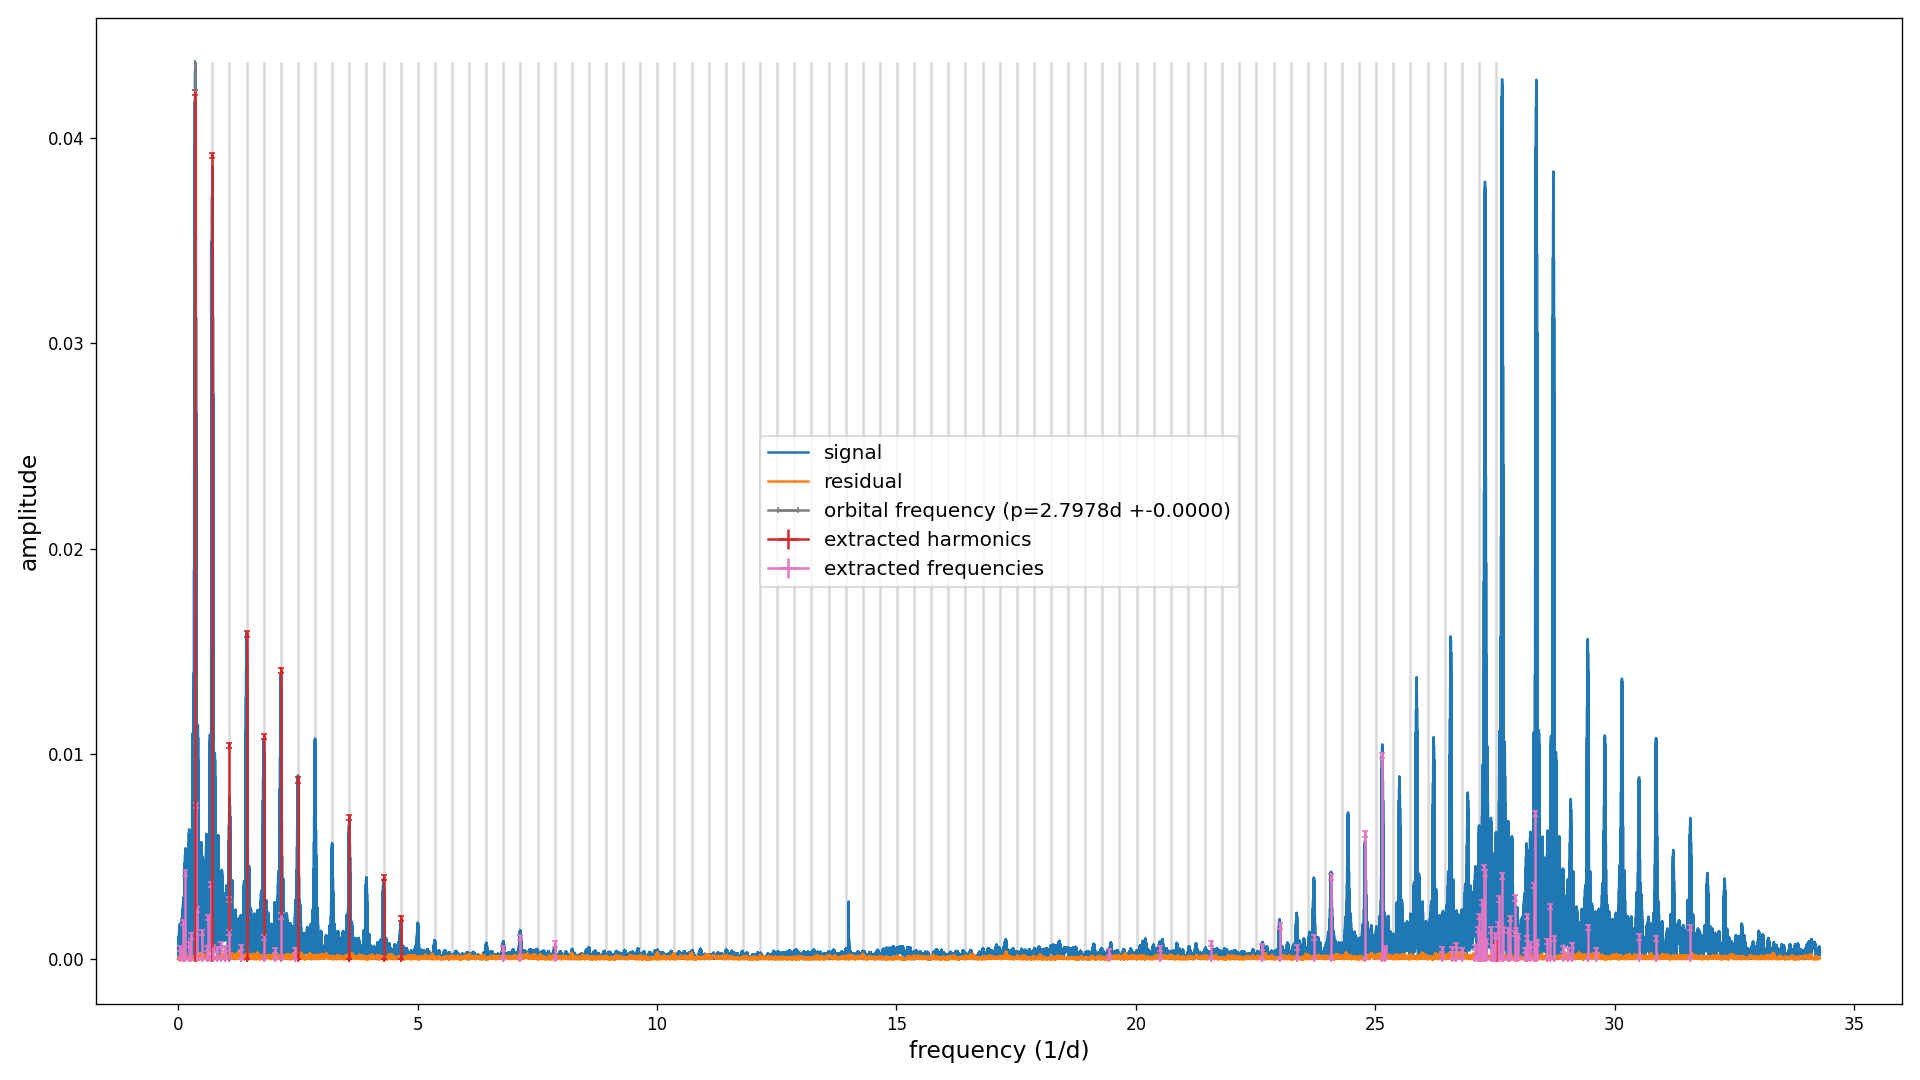 0.04
0.03
0.02
0.01
0.00
amplitude
signal
residual
orbital frequency (p=2.7978d +-0.0000)
extracted harmonics
extracted frequencies
0 5 10 15 20 25 30 35
frequency (1/d)